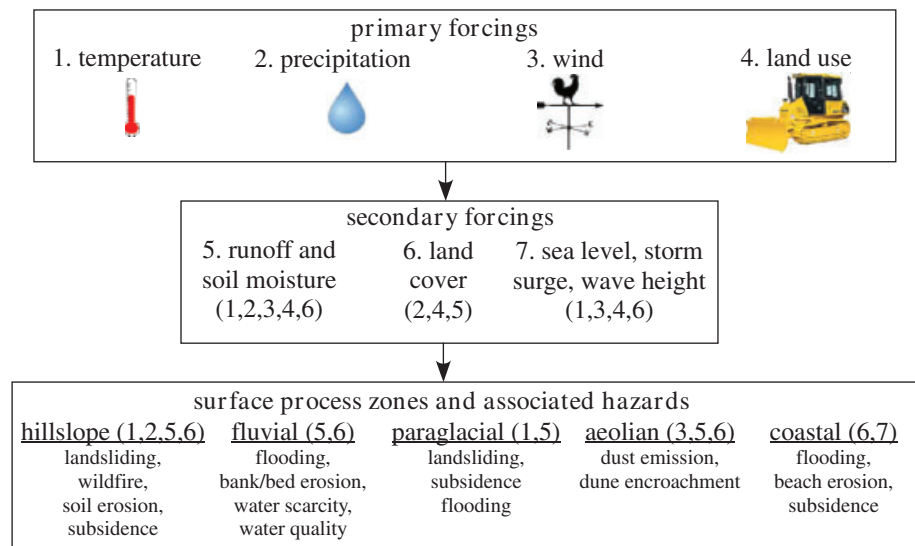 primary forcings
1. temperature
2. precipitation
3. wind
4. land use
secondary forcings
5. runoff and
soil moisture
(1,2,3,4,6)
6. land
cover
(2,4,5)
7. sea level, storm
surge, wave height
(1,3,4,6)
surface process zones and associated hazards
hillslope (1,2,5,6)
landsliding,
wildfire,
soil erosion,
subsidence
fluvial (5,6)
flooding,
bank/bed erosion,
water scarcity,
water quality
paraglacial (1,5)
landsliding,
subsidence
flooding
aeolian (3,5,6)
dust emission,
dune encroachment
coastal (6,7)
flooding,
beach erosion,
subsidence